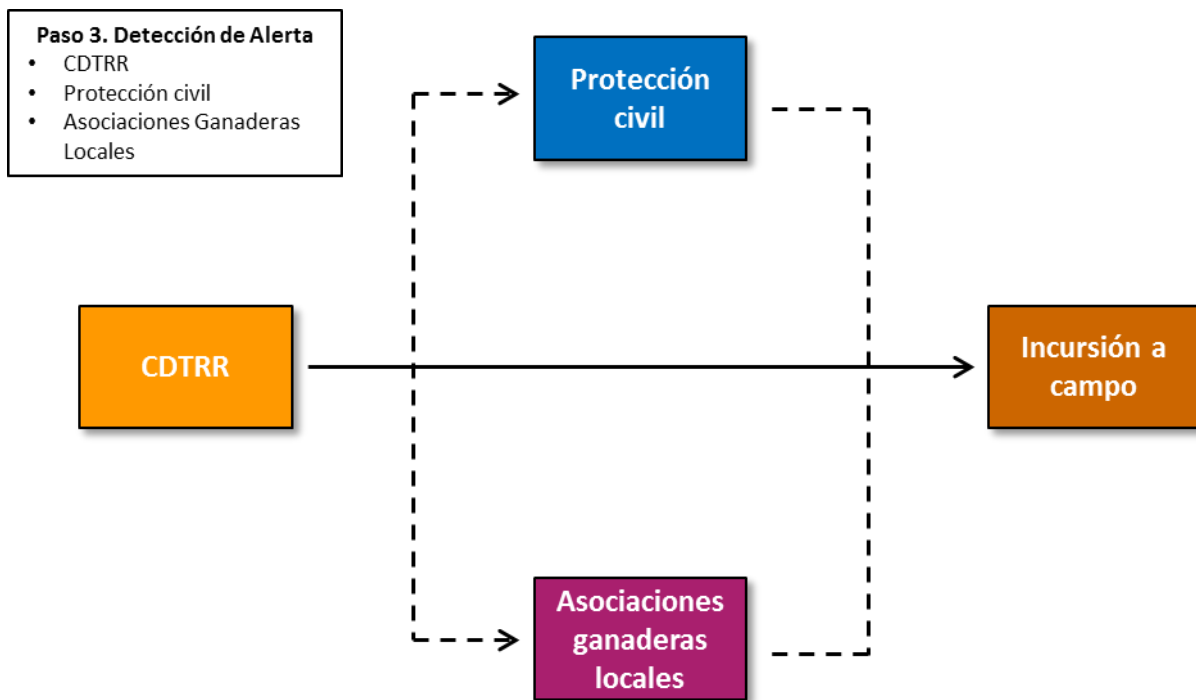 Paso 3. Detección de Alerta
• CDTRR
• Protección civil
• Asociaciones Ganaderas
Locales
Protección
civil
CDTRR
Incursión a
campo
Asociaciones
ganaderas
locales